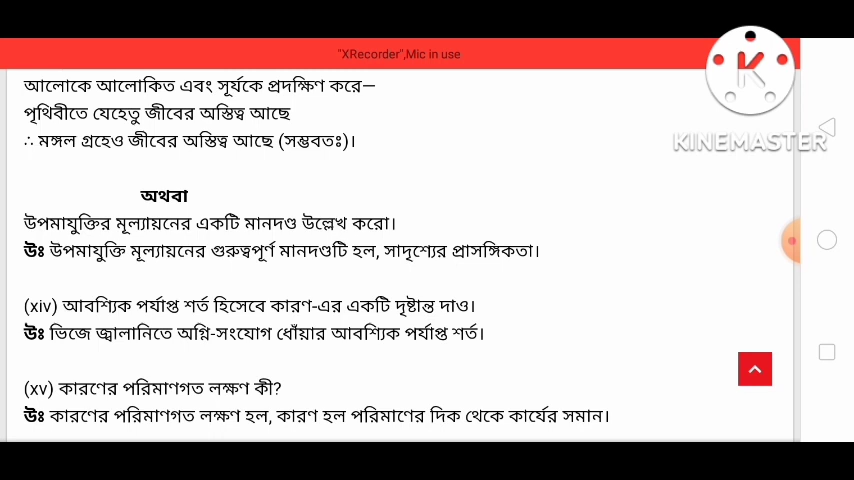 "XRecorder",Mic in use
K
KINEMASTER
আলোকে আলোকিত এবং সূর্যকে প্রদক্ষিণ করে—
পৃথিবীতে যেহেতু জীবের অস্তিত্ব আছে
∴ মঙ্গল গ্রহেও জীবের অস্তিত্ব আছে (সম্ভবতঃ)।
অথবা
উপমাযুক্তির মূল্যায়নের একটি মানদণ্ড উল্লেখ করো।
উঃ উপমাযুক্তি মূল্যায়নের গুরুত্বপূর্ণ মানদণ্ডটি হল, সাদৃশ্যের প্রাসঙ্গিকতা।
(xiv) আবশ্যিক পর্যাপ্ত শর্ত হিসেবে কারণ-এর একটি দৃষ্টান্ত দাও।
উঃ ভিজে জ্বালানিতে অগ্নি-সংযোগ ধোঁয়ার আবশ্যিক পর্যাপ্ত শর্ত।
(xv) কারণের পরিমাণগত লক্ষণ কী?
উঃ কারণের পরিমাণগত লক্ষণ হল, কারণ হল পরিমাণের দিক থেকে কার্যের সমান।